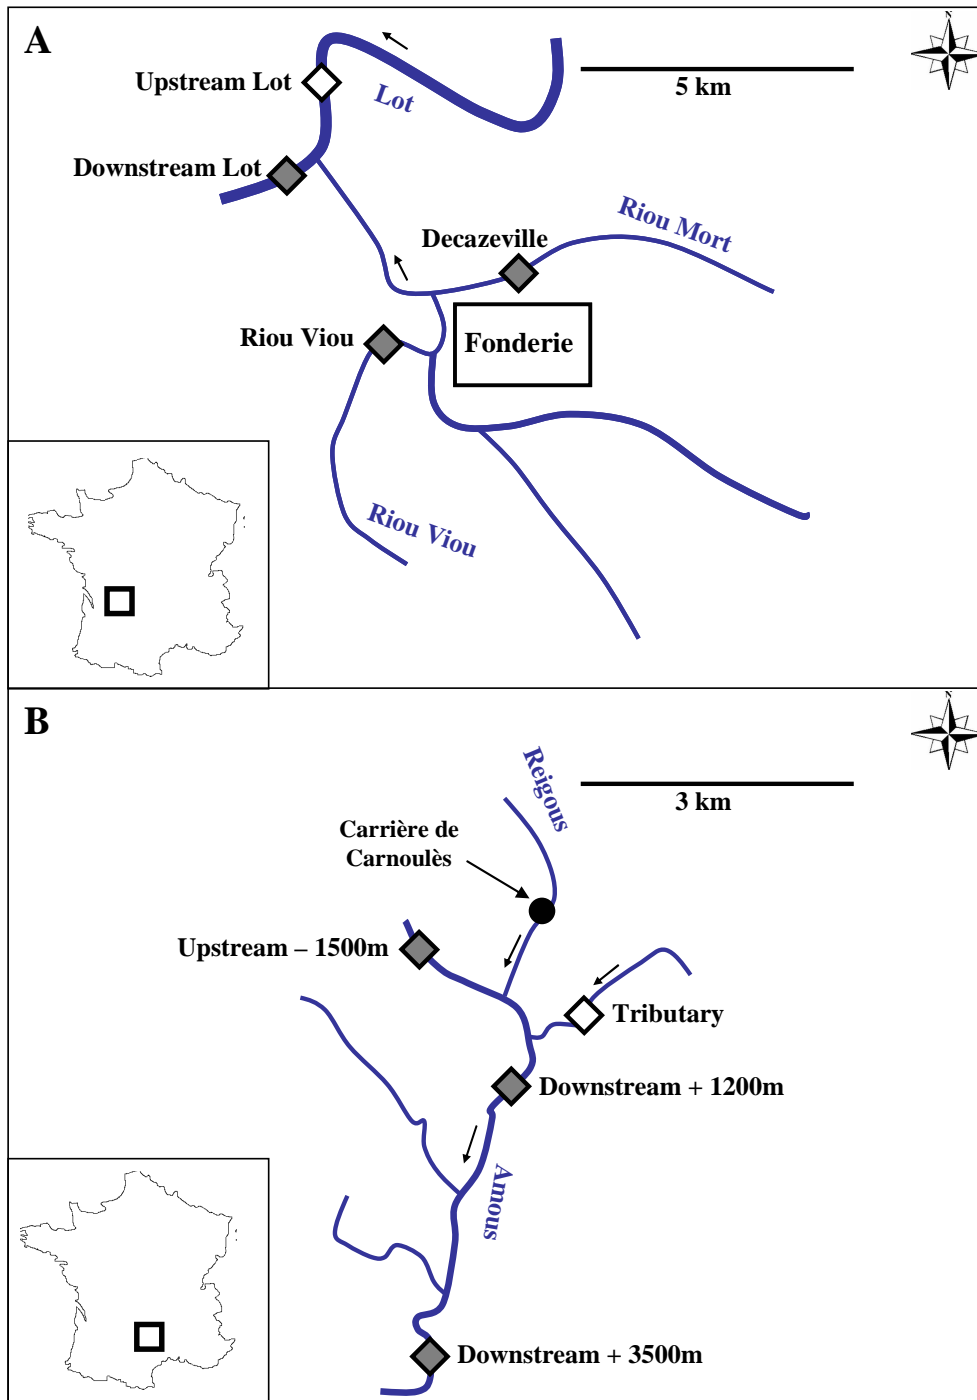 A
N
Upstream Lot
Lot
5 km
Downstream Lot
Decazeville
Riou Mort
Riou Viou
Fonderie
Riou Viou
B
N
Reigous
3 km
Carrière de
Carnoulès
Upstream – 1500m
Tributary
Downstream + 1200m
Amous
Downstream + 3500m